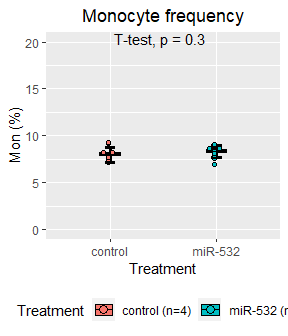 Monocyte frequency
T-test, p = 0.3
20
15
10
5
0
Mon (%)
control
miR-532
Treatment
Treatment
control (n=4)
miR-532 (n